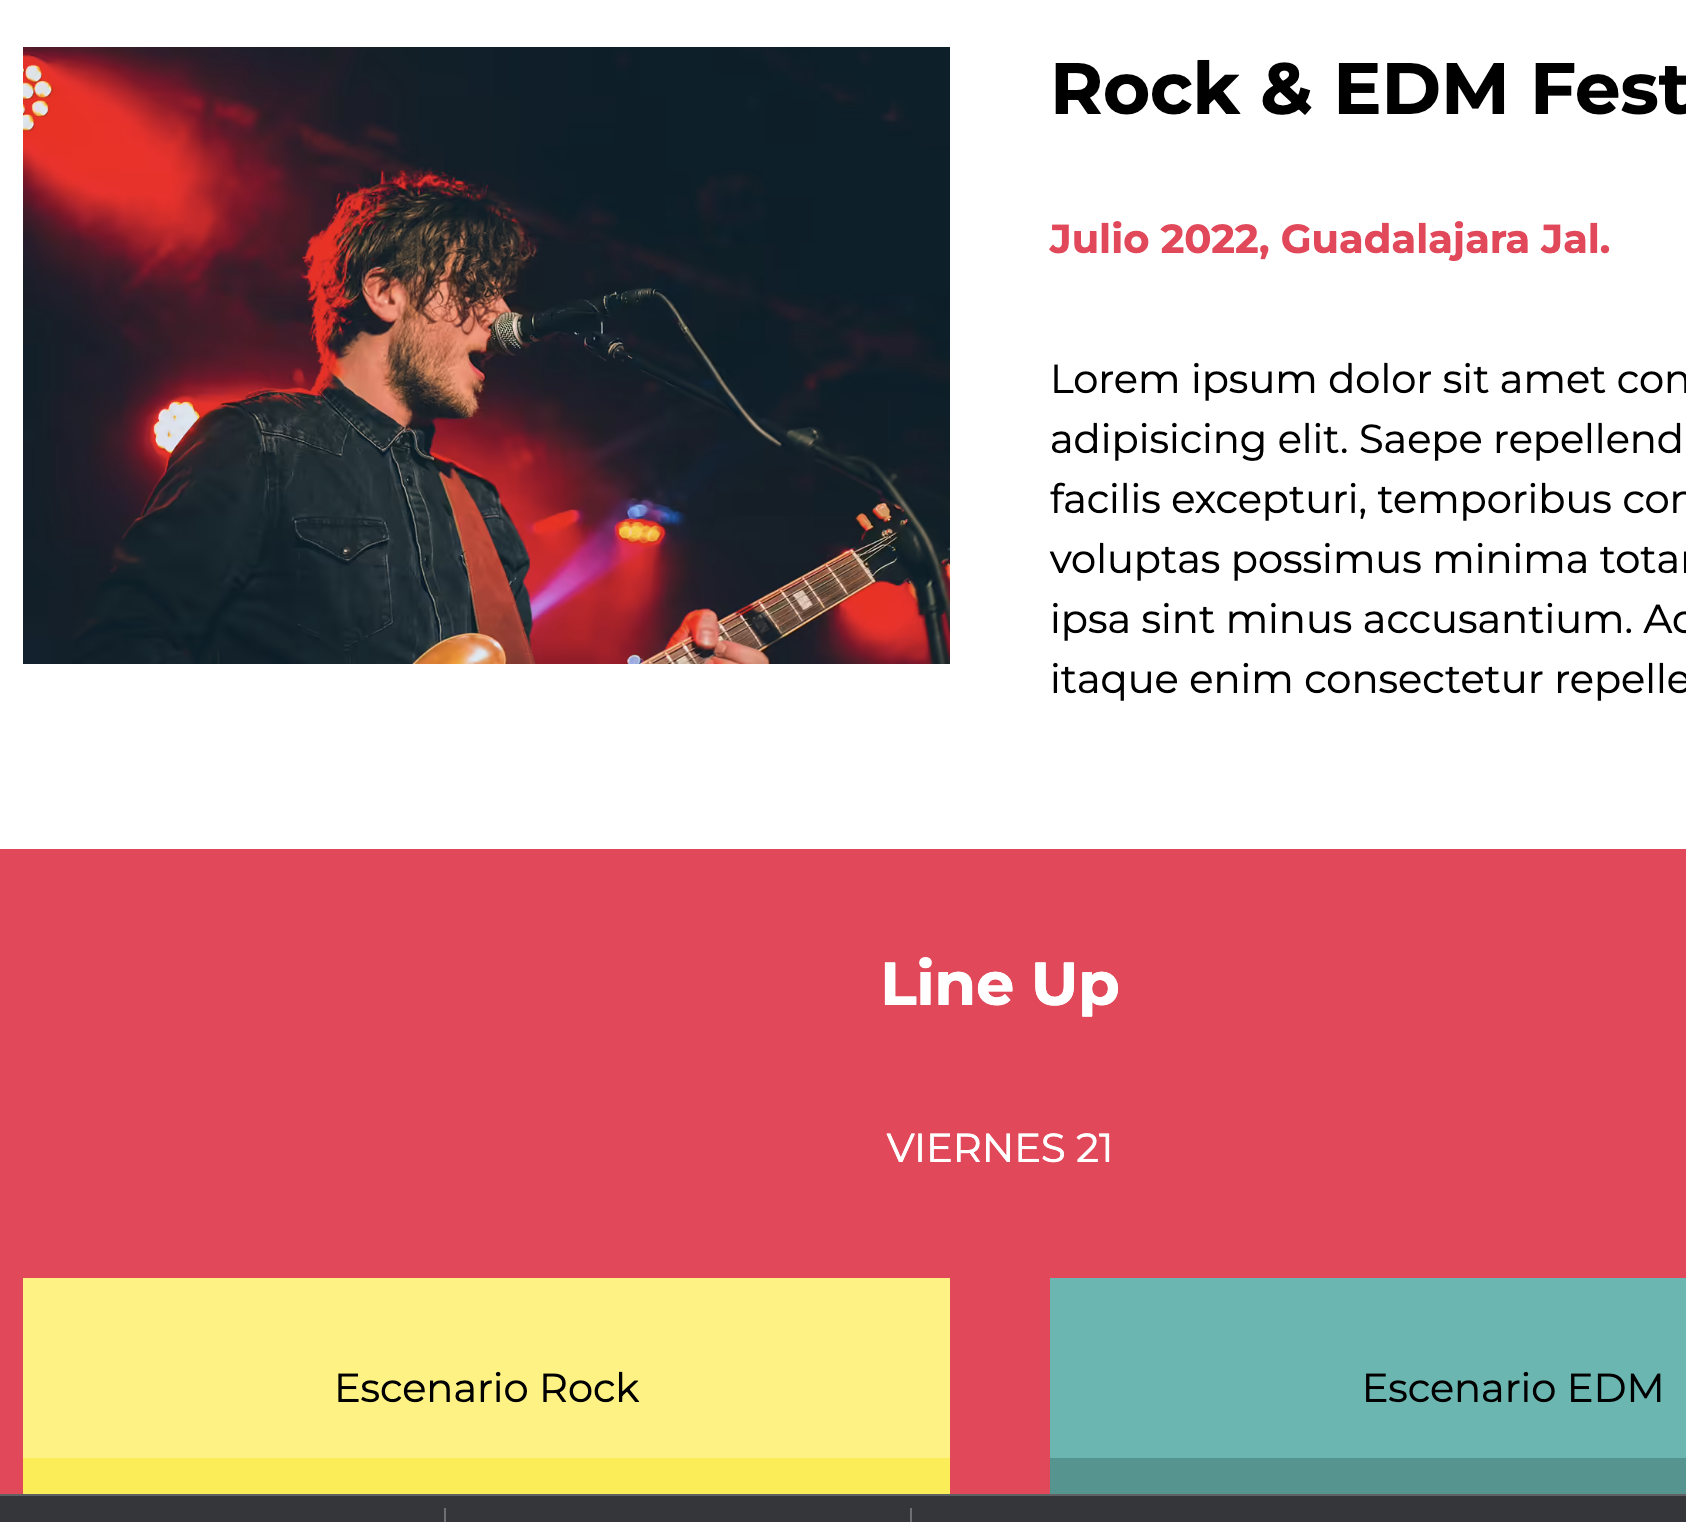 Rock & EDM Fest
Julio 2022, Guadalajara Jal.
Lorem ipsum dolor sit amet con
adipisicing elit. Saepe repellend
facilis excepturi, temporibus con
voluptas possimus minima totam
ipsa sint minus accusantium. Ac
itaque enim consectetur repelle
Line Up
VIERNES 21
Escenario Rock
Escenario EDM